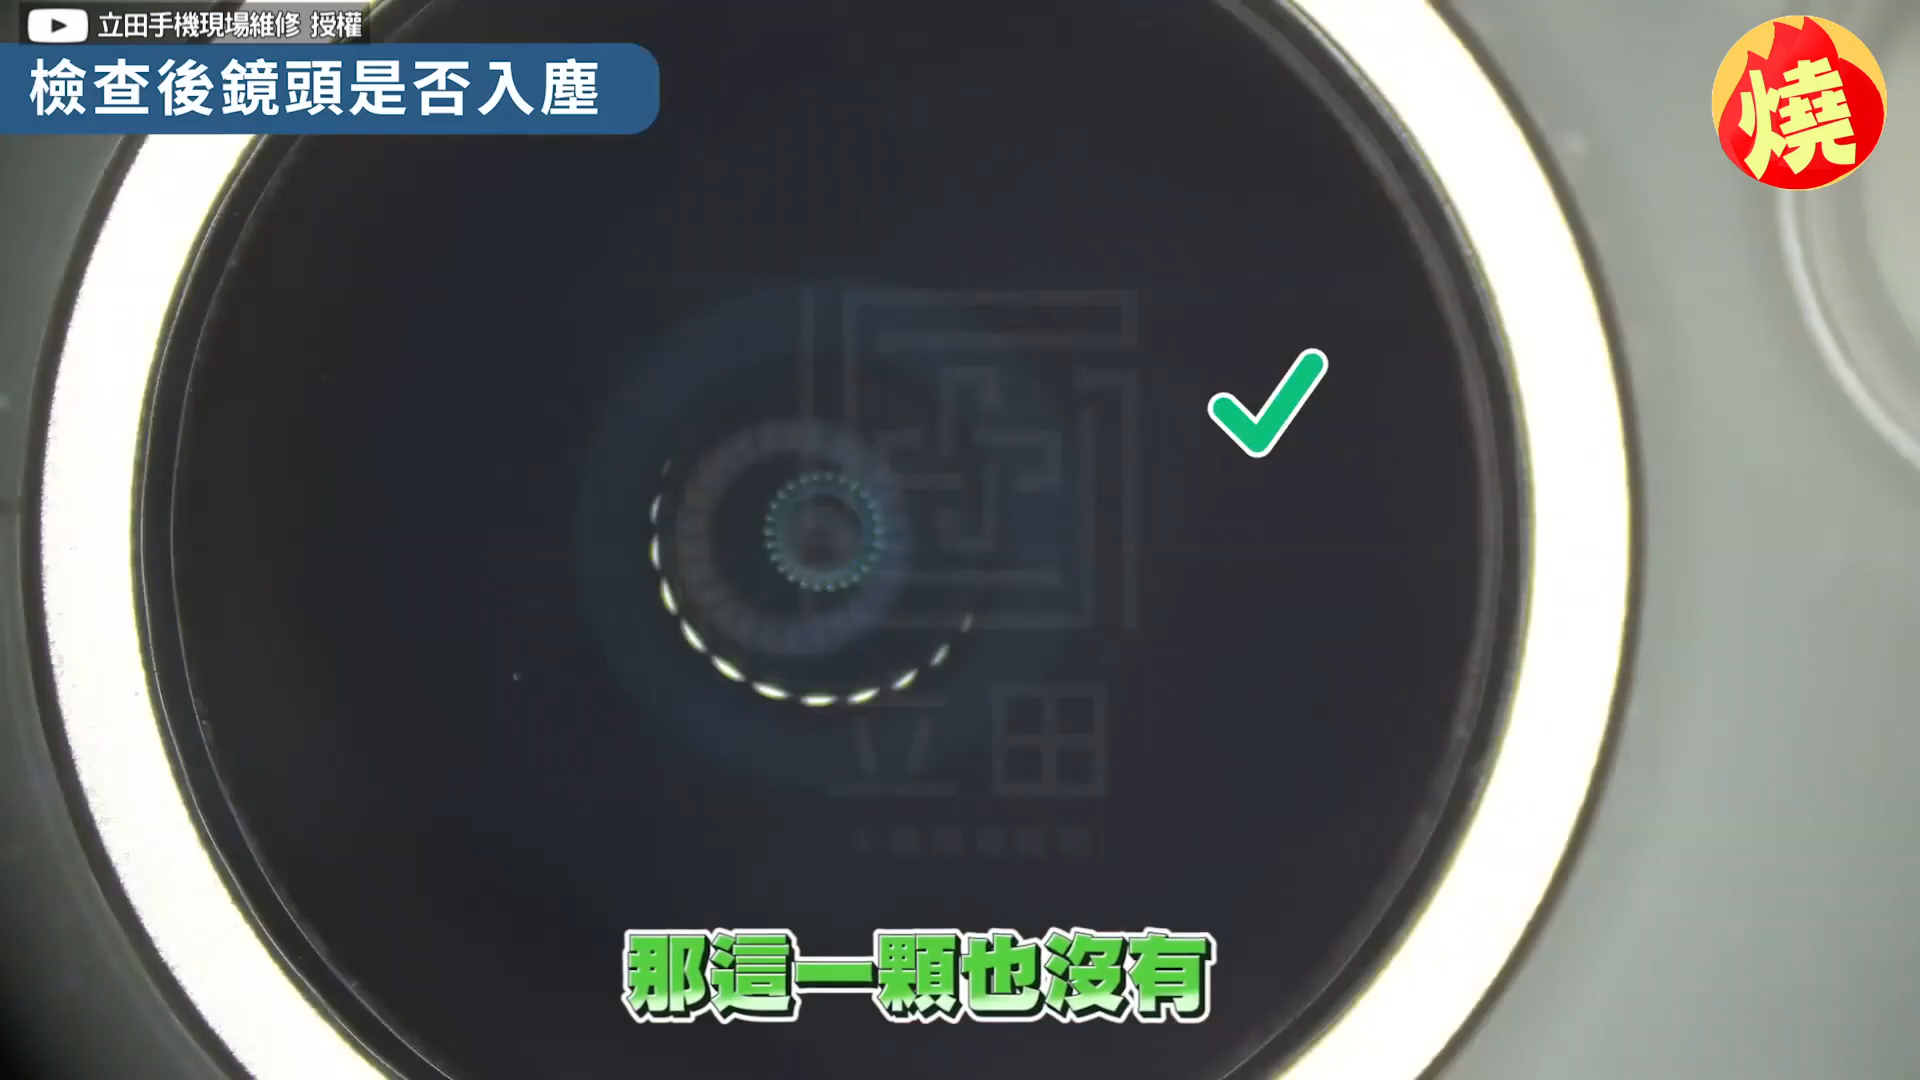 立田手機現場維修 授權
檢查後鏡頭是否入塵
燒
立田
那這一顆也沒有